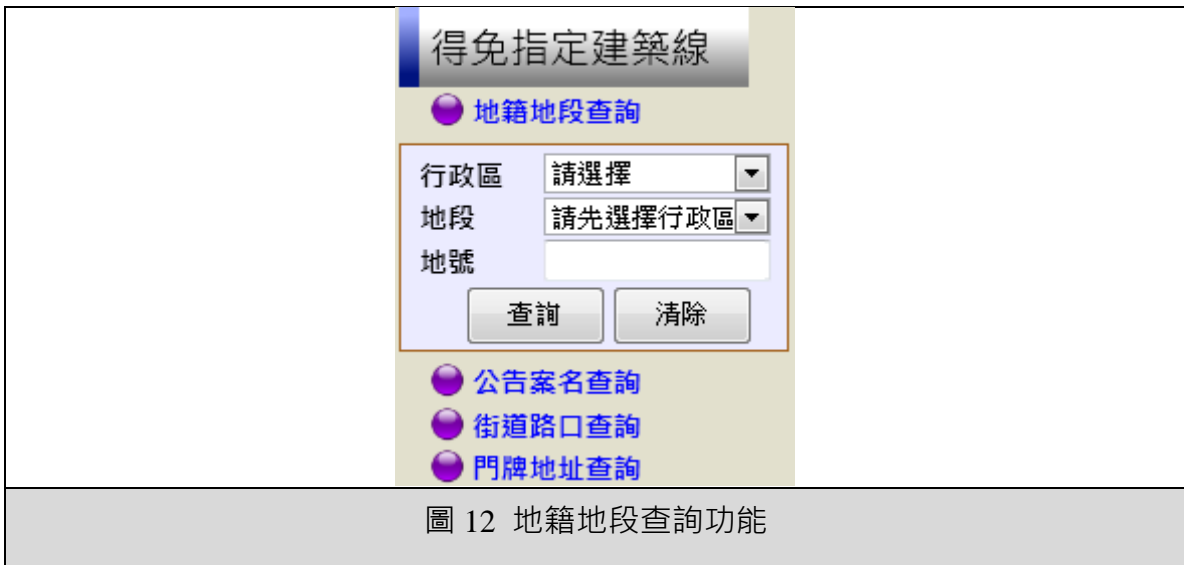 得免指定建築線
地籍地段查詢
行政區 請選擇
地段 請先選擇行政區
地號
查詢 清除
公告案名查詢
街道路口查詢
門牌地址查詢
圖 12 地籍地段查詢功能